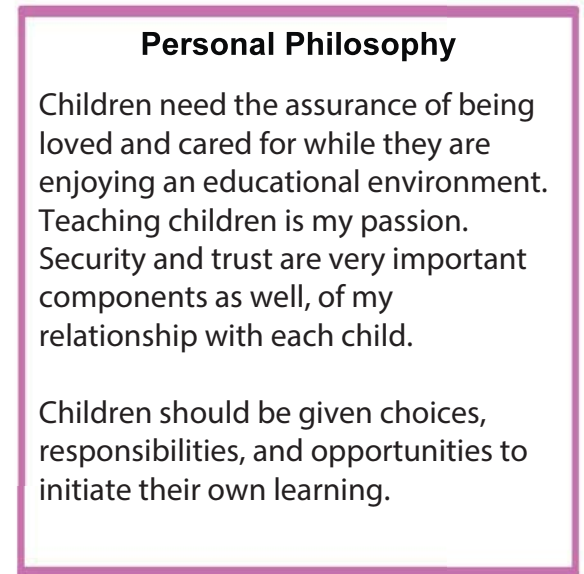 Personal Philosophy
Children need the assurance of being
loved and cared for while they are
enjoying an educational environment.
Teaching children is my passion.
Security and trust are very important
components as well, of my
relationship with each child.
Children should be given choices,
responsibilities, and opportunities to
initiate their own learning.